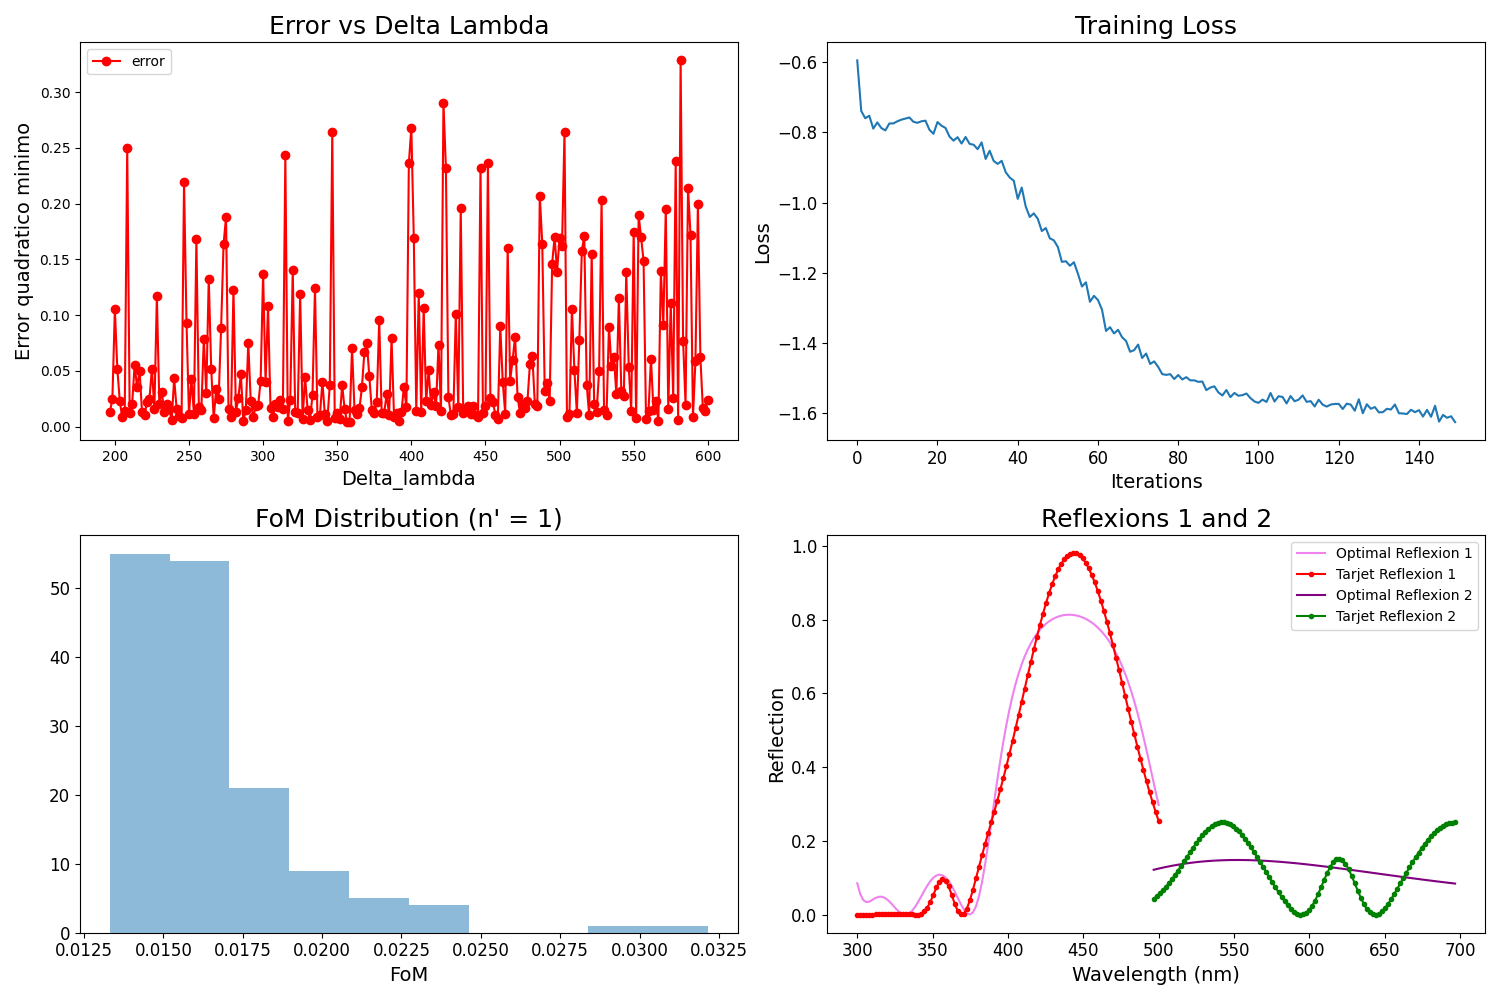 Error vs Delta Lambda
error
Error quadratico minimo
0.30
0.25
0.20
0.15
0.10
0.05
0.00
200 250 300 350 400 450 500 550 600
Delta_lambda
Training Loss
Loss
−0.6
−0.8
−1.0
−1.2
−1.4
−1.6
0 20 40 60 80 100 120 140
Iterations
FoM Distribution (n' = 1)
50
40
30
20
10
0
0.0125 0.0150 0.0175 0.0200 0.0225 0.0250 0.0275 0.0300 0.0325
FoM
Reflexions 1 and 2
Optimal Reflexion 1
Tarjet Reflexion 1
Optimal Reflexion 2
Tarjet Reflexion 2
Reflection
1.0
0.8
0.6
0.4
0.2
0.0
300 350 400 450 500 550 600 650 700
Wavelength (nm)